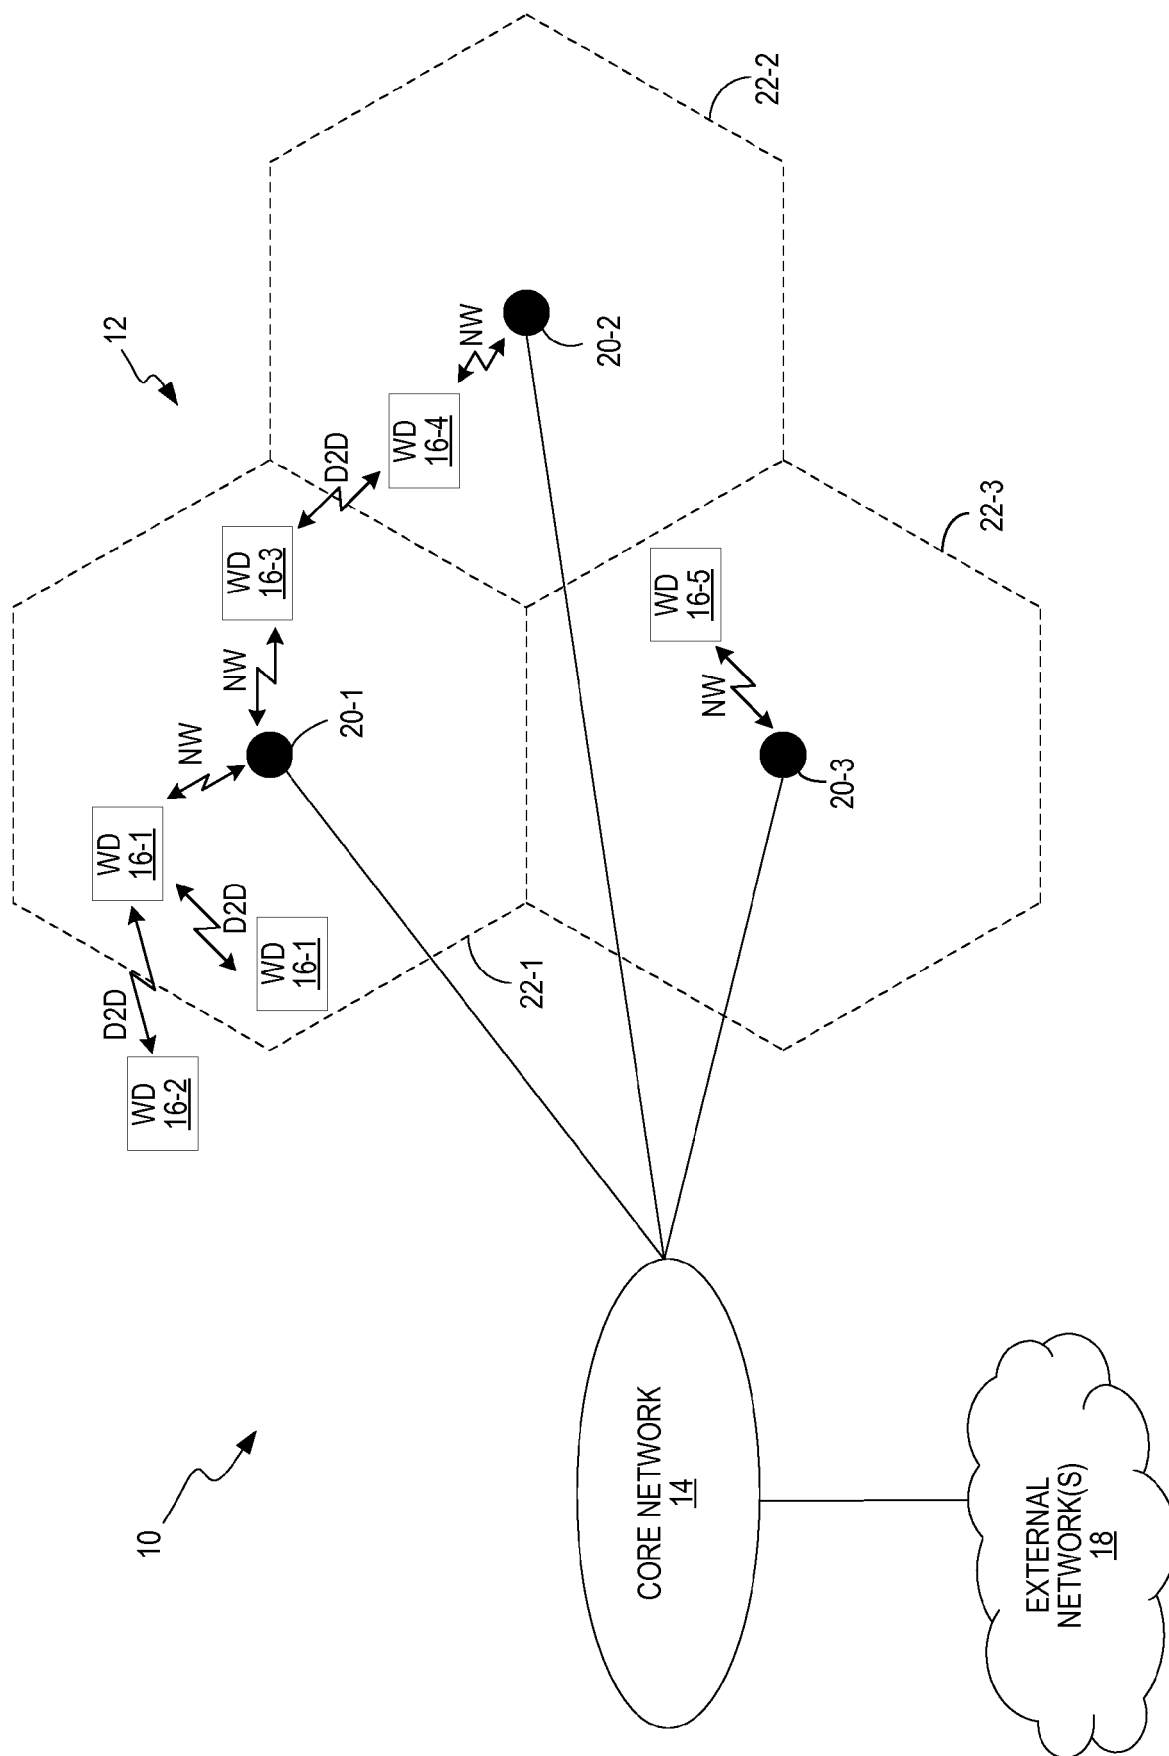 12
D2D
WD
16-1
WD
16-2
10
NW
NW
D2D
WD
16-3
WD
16-1
D2D
20-1
WD
16-4
NW
22-1
20-2
CORE NETWORK
14
WD
16-5
NW
22-2
20-3
22-3
EXTERNAL
NETWORK(S)
18